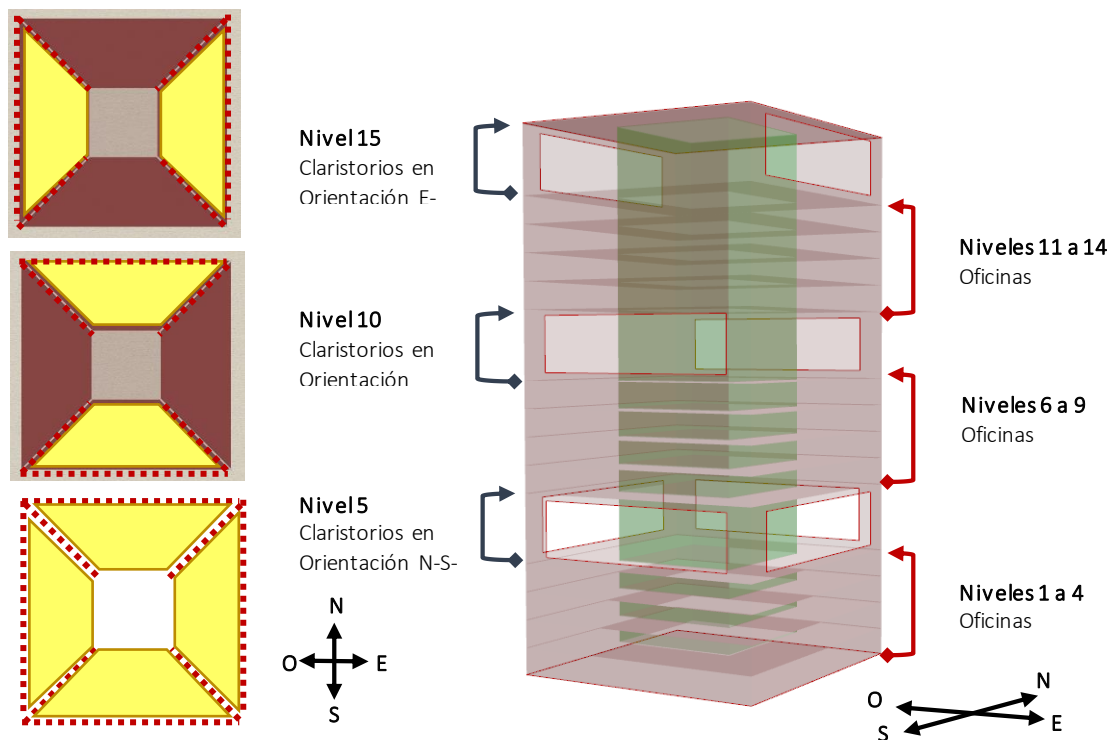 Nivel 15
Claristorios en
Orientación E-
Nivel 10
Claristorios en
Orientación
Nivel 5
Claristorios en
Orientación N-S-
Niveles 11 a 14
Oficinas
Niveles 6 a 9
Oficinas
Niveles 1 a 4
Oficinas
N
O
E
S
N
O
E
S